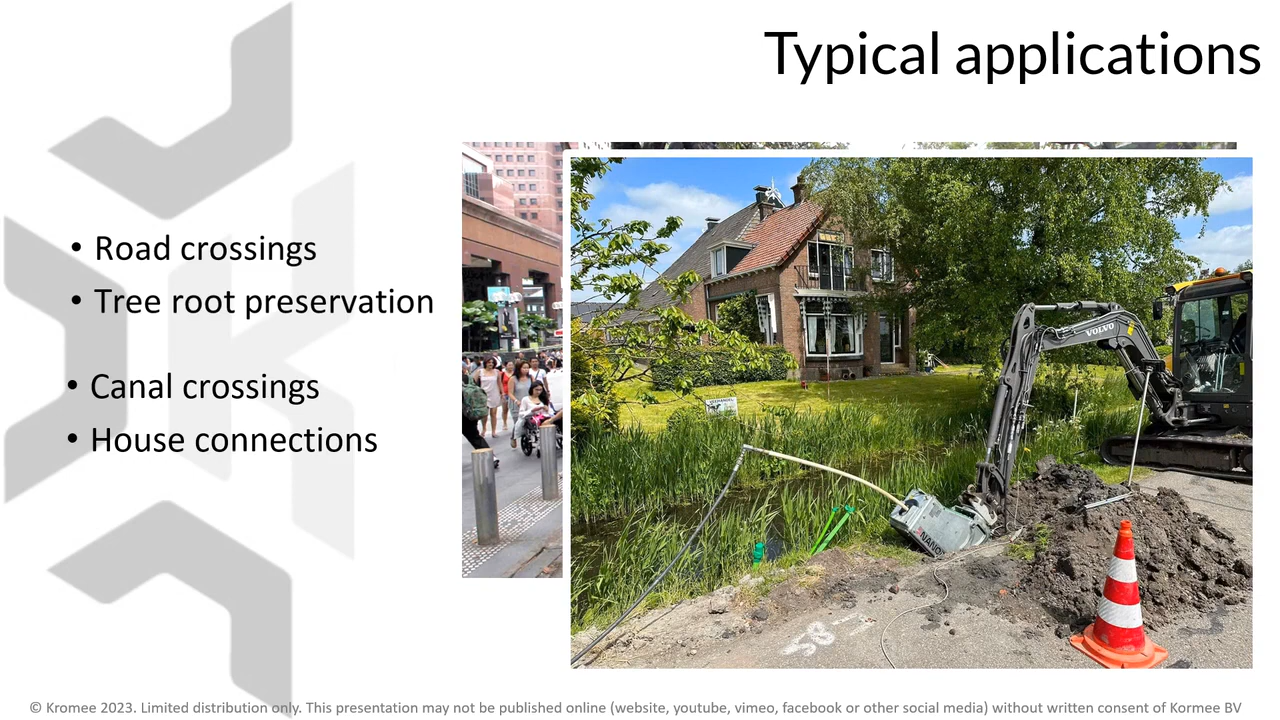 Typical applications
• Road crossings
• Tree root preservation
• Canal crossings
• House connections
VOLVO
NANO
58
© Kromee 2023. Limited distribution only. This presentation may not be published online (website, youtube, vimeo, facebook or other social media) without written consent of Kormee BV